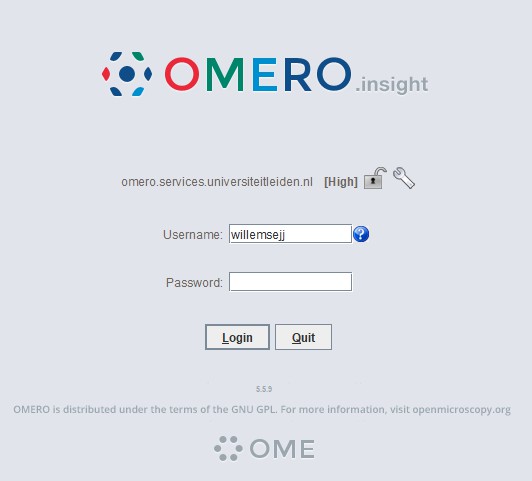 OMERO.insight
omero.services.universiteitleiden.nl [High]
Username: willemsejj ?
Password:
Login Quit
5.5.9
OMERO is distributed under the terms of the GNU GPL. For more information, visit openmicroscopy.org
OME